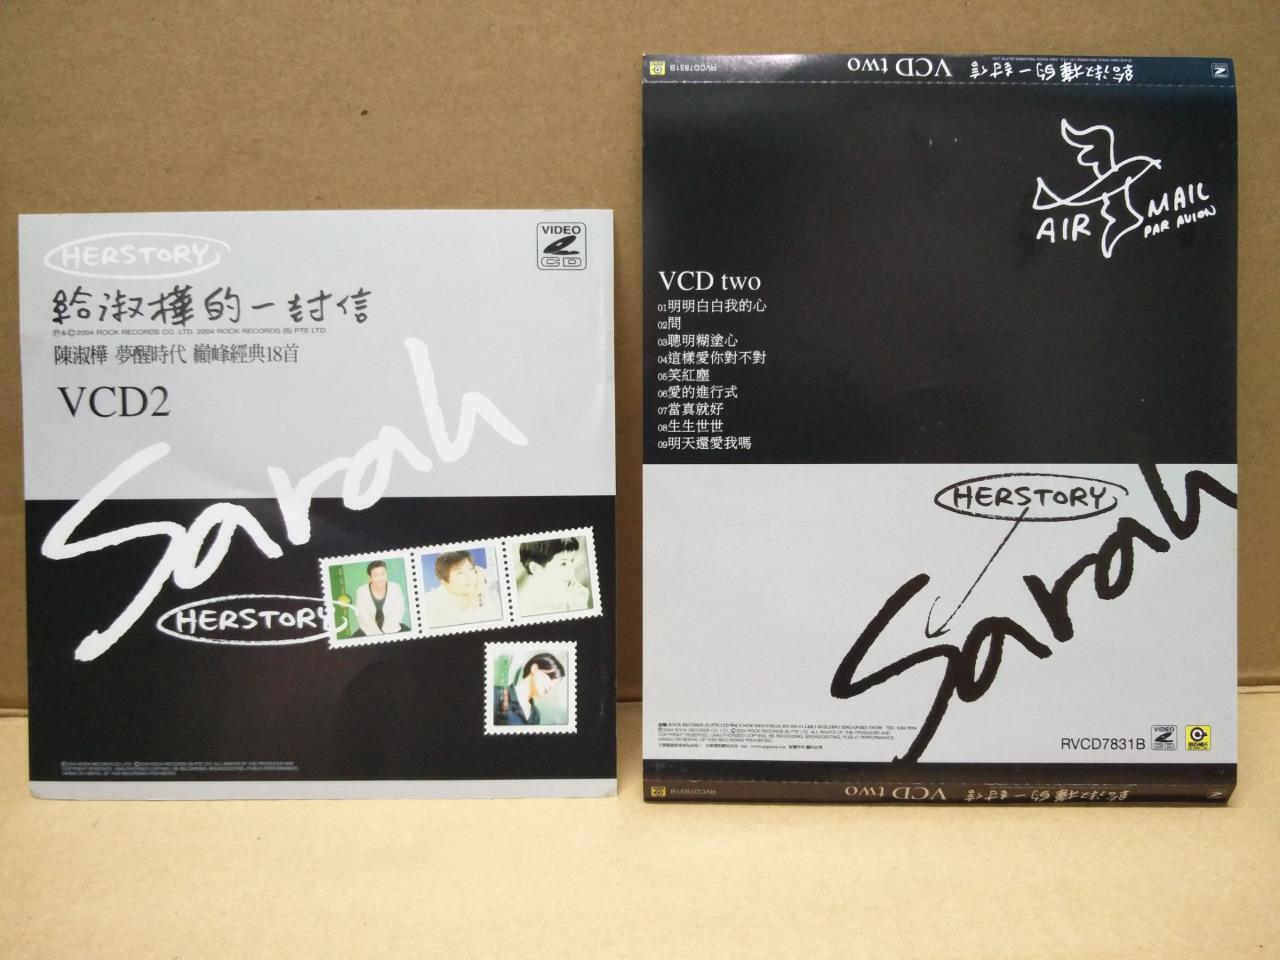 HERSTORY
VIDEO CD
給淑樺的一封信
℗&©2004 ROCK RECORDS CO. LTD. 2004 ROCK RECORDS (S) PTE LTD.
陳淑樺 夢醒時代 巔峰經典18首
VCD2
Sarah
HERSTORY
RVCD7831B
VCD two
給淑樺的一封信
AIR MAIL
PAR AVION
VCD two
01明明白白我的心
02問
03聰明糊塗心
04這樣愛你對不對
05笑紅塵
06愛的進行式
07當真就好
08生生世世
09明天還愛我嗎
HERSTORY
Sarah
RVCD7831B
VIDEO CD
滾石唱片
RVCD7831B
VCD two
給淑樺的一封信